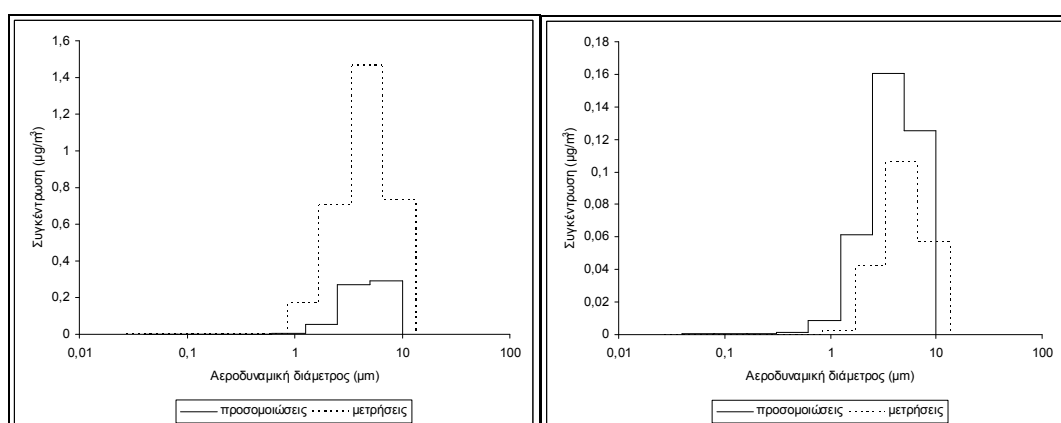 1,6
1,4
1,2
1
0,8
0,6
0,4
0,2
0
Συγκέντρωση (μg/m³)
0,01 0,1 1 10 100
Αεροδυναμική διάμετρος (μm)
προσομοιώσεις μετρήσεις
0,18
0,16
0,14
0,12
0,1
0,08
0,06
0,04
0,02
0
Συγκέντρωση (μg/m³)
0,01 0,1 1 10 100
Αεροδυναμική διάμετρος (μm)
προσομοιώσεις μετρήσεις